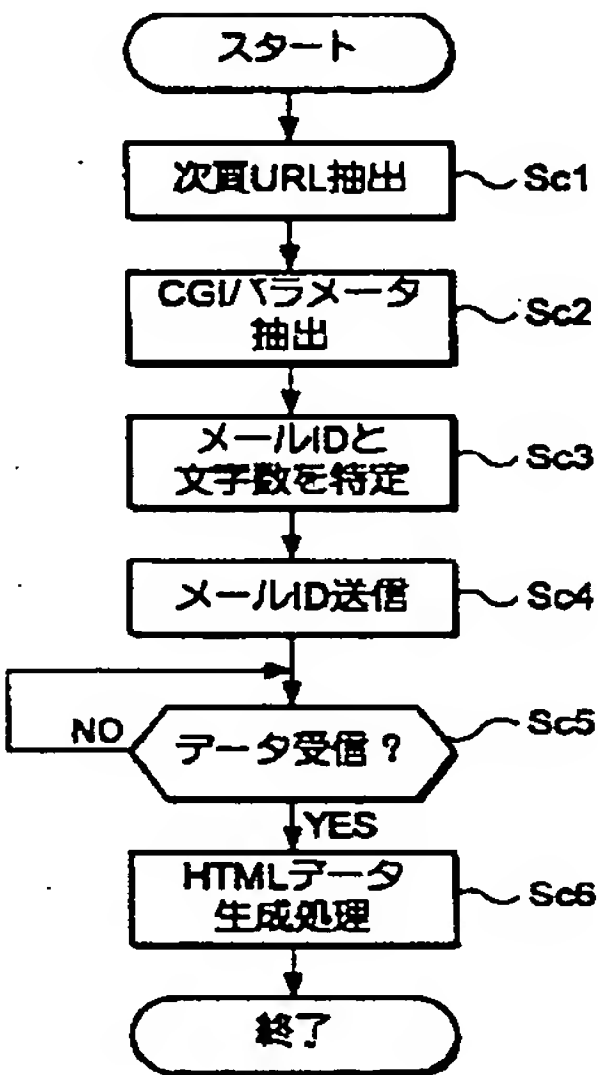 スタート
次頁URL抽出
Sc1
CGIパラメータ
抽出
Sc2
メールIDと
文字数を特定
Sc3
メールID送信
Sc4
NO
データ受信？
Sc5
YES
HTMLデータ
生成処理
Sc6
終了